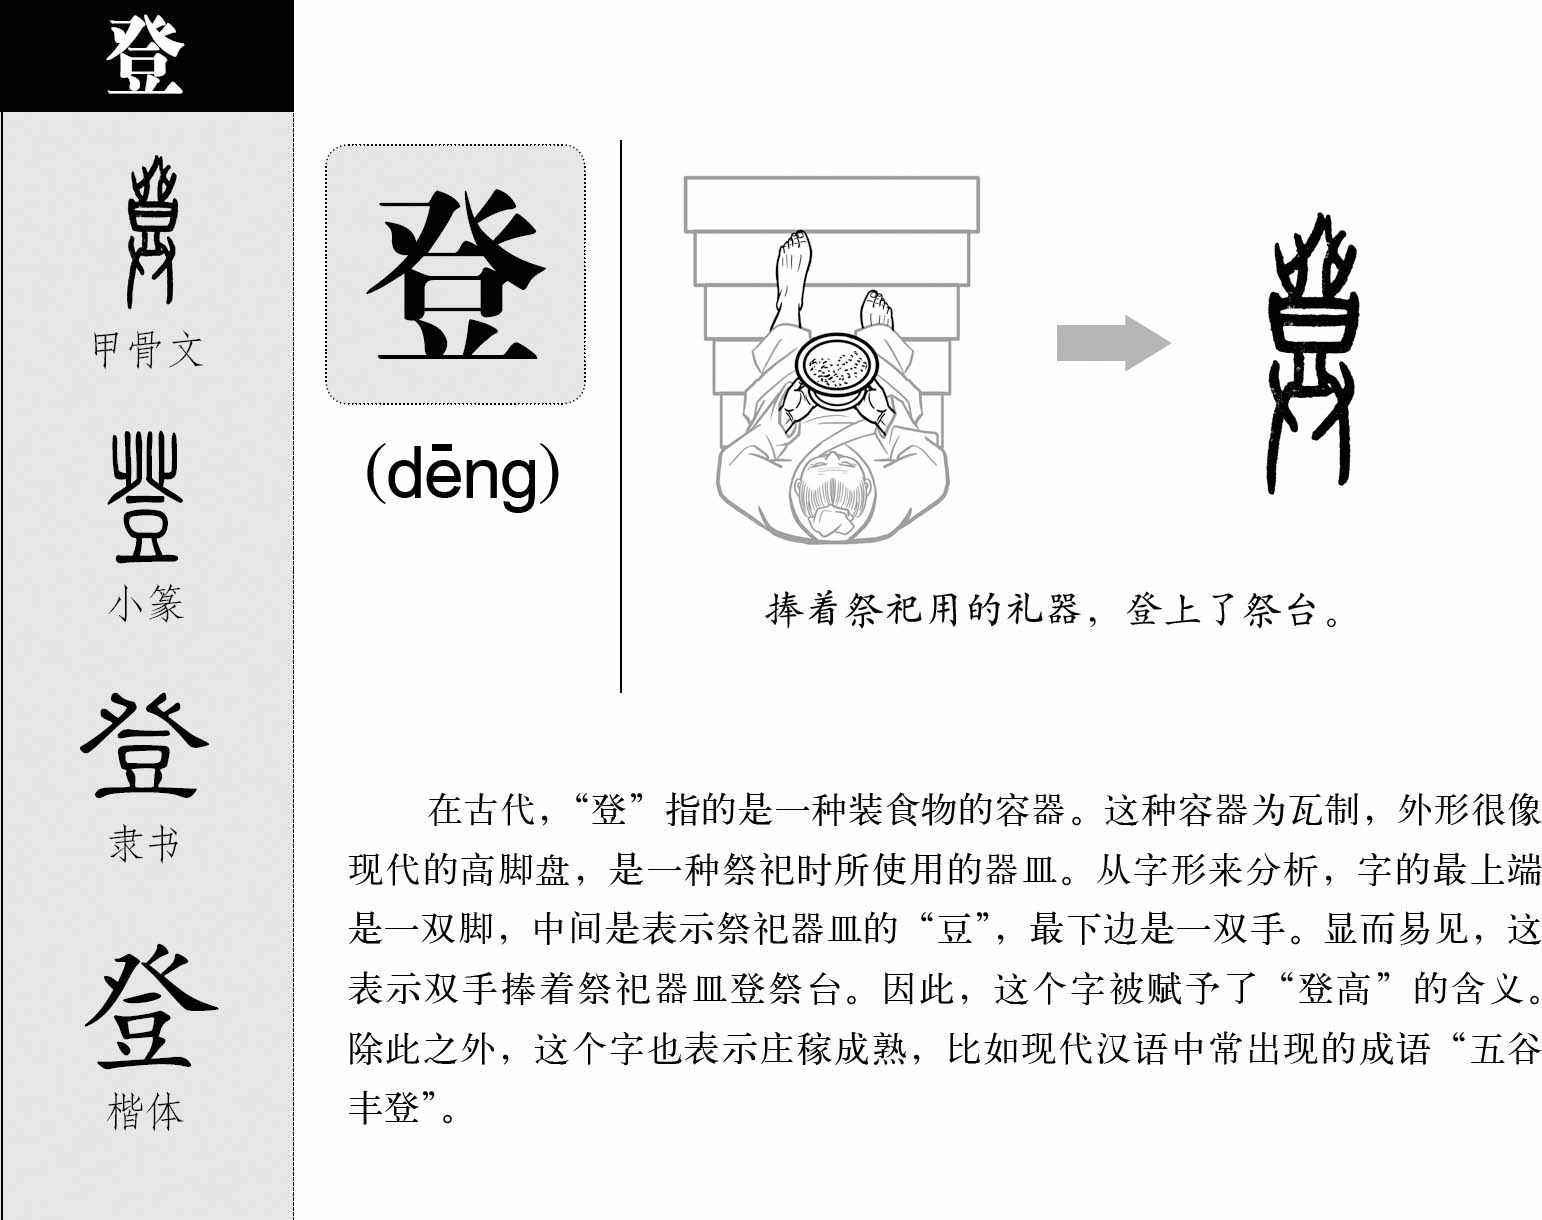 登
甲骨文
小篆
隶书
登
楷体
登
登
(dēng)
捧着祭祀用的礼器，登上了祭台。
在古代，“登”指的是一种装食物的容器。这种容器为瓦制，外形很像
现代的高脚盘，是一种祭祀时所使用的器皿。从字形来分析，字的最上端
是一双脚，中间是表示祭祀器皿的“豆”，最下边是一双手。显而易见，这
表示双手捧着祭祀器皿登祭台。因此，这个字被赋予了“登高”的含义。
除此之外，这个字也表示庄稼成熟，比如现代汉语中常出现的成语“五谷
丰登”。